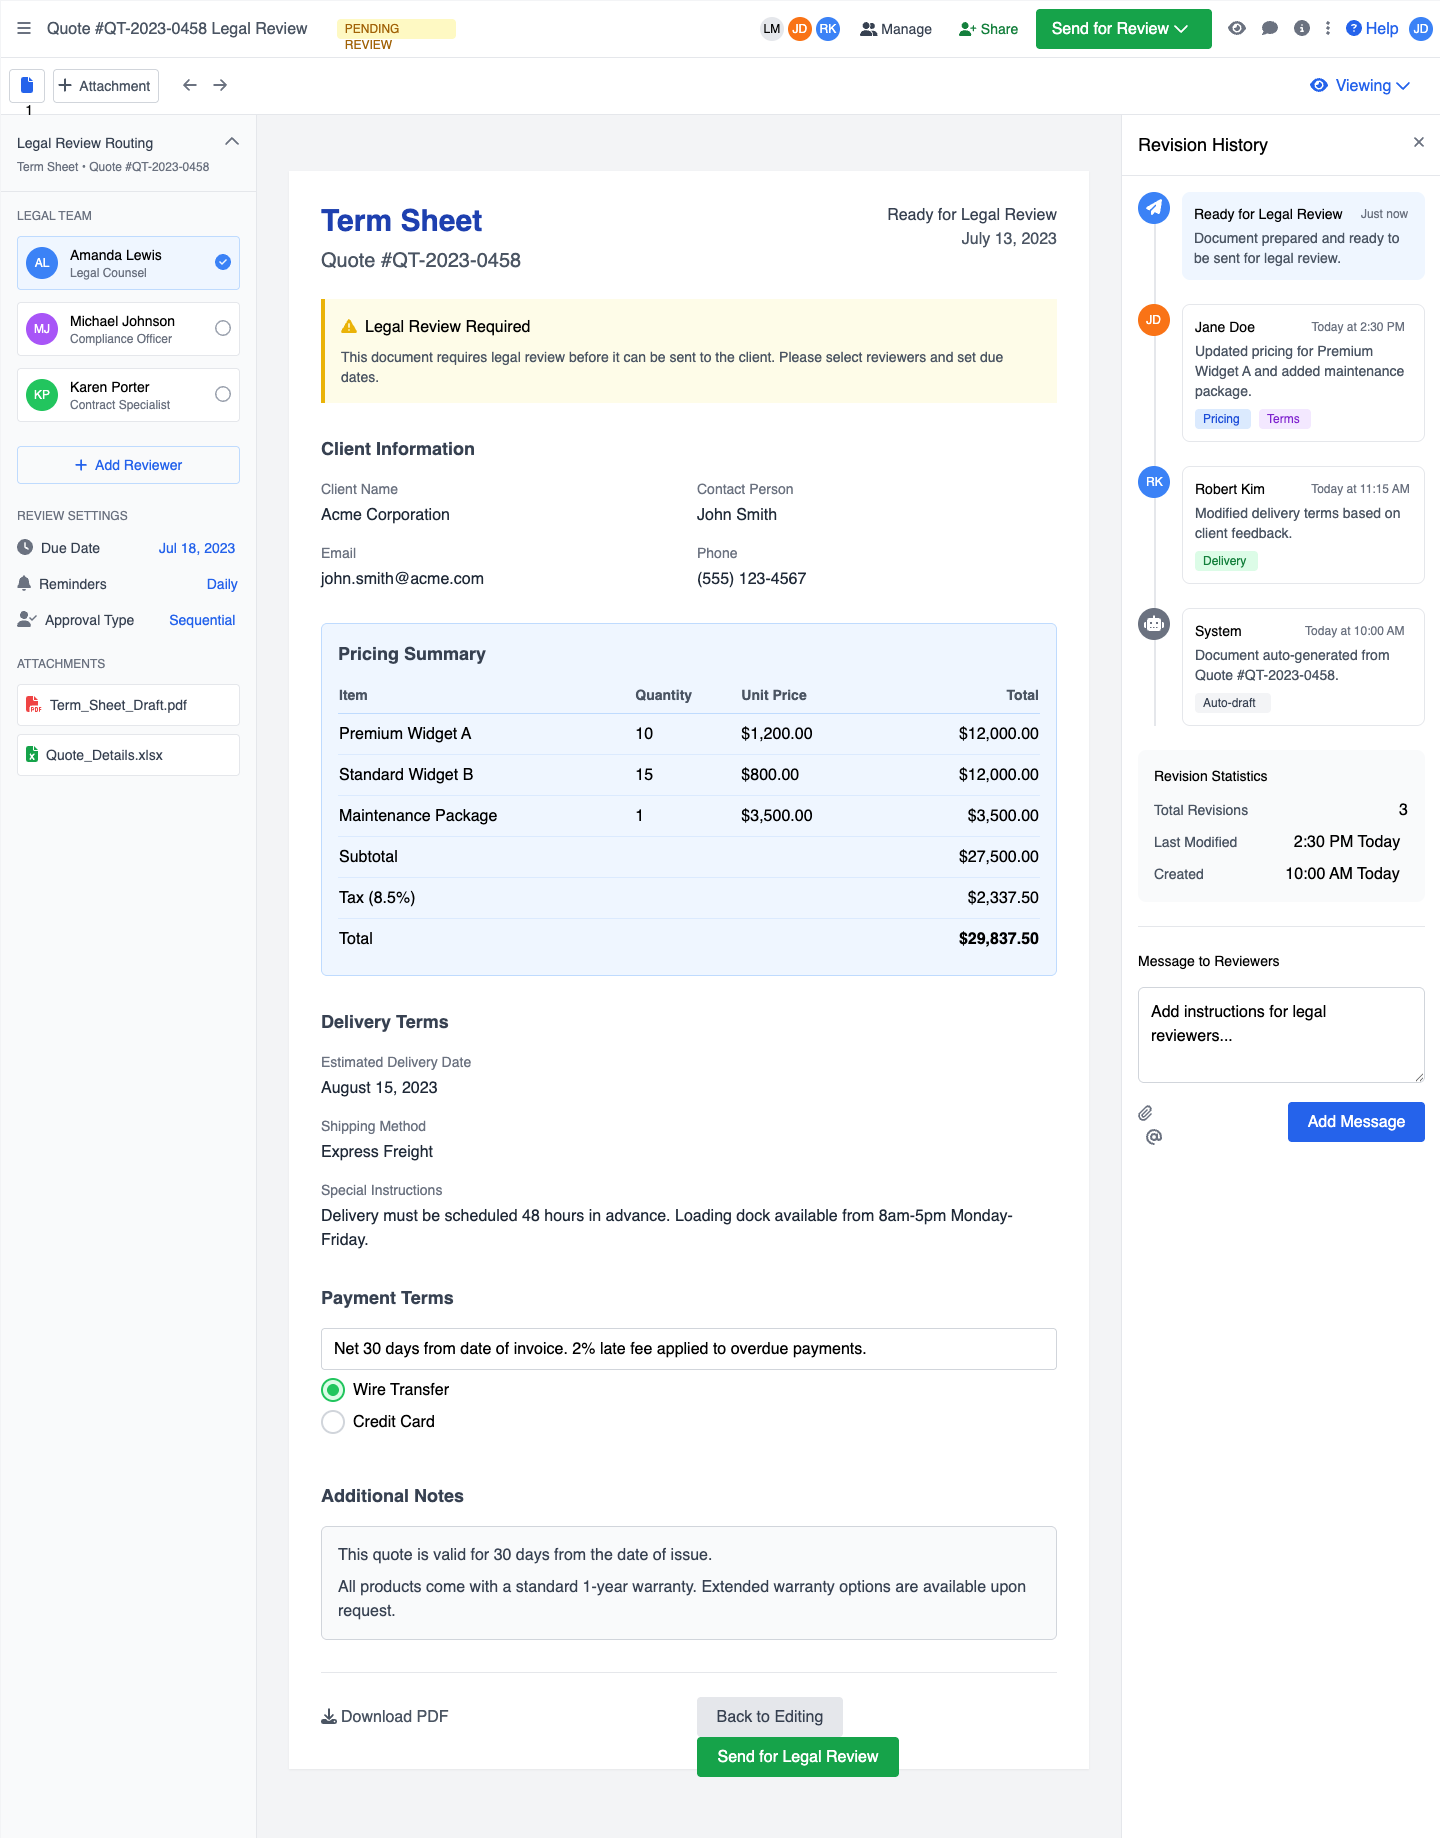 Quote #QT-2023-0458 Legal Review
PENDING
REVIEW
LM
JD
RK
Manage
Share
Send for Review
Help
JD
1
Attachment
Viewing
Legal Review Routing
Term Sheet • Quote #QT-2023-0458
LEGAL TEAM
AL
Amanda Lewis
Legal Counsel
MJ
Michael Johnson
Compliance Officer
KP
Karen Porter
Contract Specialist
Add Reviewer
REVIEW SETTINGS
Due Date
Jul 18, 2023
Reminders
Daily
Approval Type
Sequential
ATTACHMENTS
Term_Sheet_Draft.pdf
Quote_Details.xlsx
Term Sheet
Quote #QT-2023-0458
Ready for Legal Review
July 13, 2023
Legal Review Required
This document requires legal review before it can be sent to the client. Please select reviewers and set due
dates.
Client Information
Client Name
Acme Corporation
Contact Person
John Smith
Email
john.smith@acme.com
Phone
(555) 123-4567
Pricing Summary
Item Quantity Unit Price Total
Premium Widget A 10 $1,200.00 $12,000.00
Standard Widget B 15 $800.00 $12,000.00
Maintenance Package 1 $3,500.00 $3,500.00
Subtotal $27,500.00
Tax (8.5%) $2,337.50
Total $29,837.50
Delivery Terms
Estimated Delivery Date
August 15, 2023
Shipping Method
Express Freight
Special Instructions
Delivery must be scheduled 48 hours in advance. Loading dock available from 8am-5pm Monday-
Friday.
Payment Terms
Net 30 days from date of invoice. 2% late fee applied to overdue payments.
Wire Transfer
Credit Card
Additional Notes
This quote is valid for 30 days from the date of issue.
All products come with a standard 1-year warranty. Extended warranty options are available upon
request.
Download PDF
Back to Editing
Send for Legal Review
Revision History
Ready for Legal Review
Just now
Document prepared and ready to
be sent for legal review.
JD
Jane Doe
Today at 2:30 PM
Updated pricing for Premium
Widget A and added maintenance
package.
Pricing
Terms
RK
Robert Kim
Today at 11:15 AM
Modified delivery terms based on
client feedback.
Delivery
System
Today at 10:00 AM
Document auto-generated from
Quote #QT-2023-0458.
Auto-draft
Revision Statistics
Total Revisions
3
Last Modified
2:30 PM Today
Created
10:00 AM Today
Message to Reviewers
Add instructions for legal
reviewers...
@
Add Message